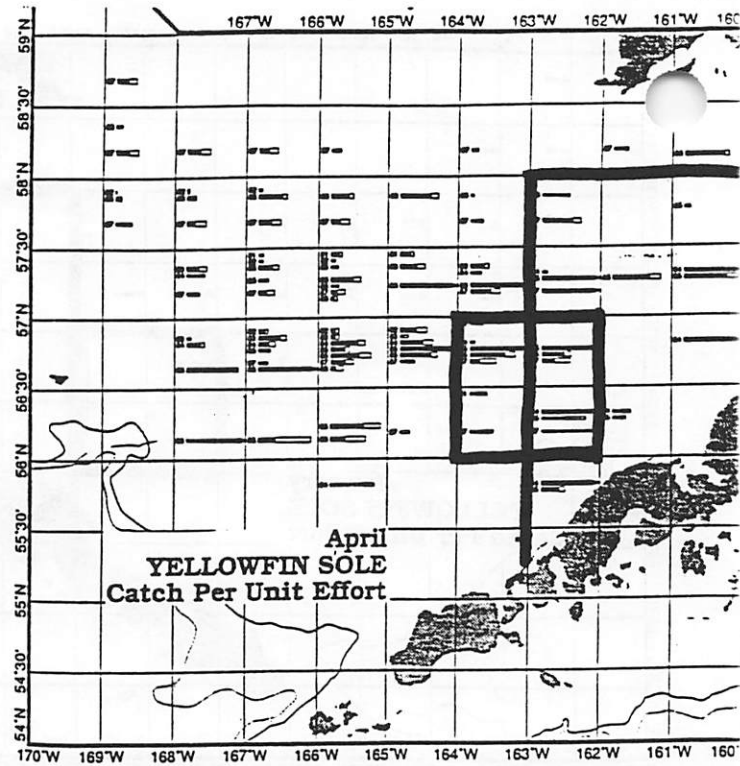 167°W 166°W 165°W 164°W 163°W 162°W 161°W 160
59°N
58°30'
58°N
57°30'
57°N
56°30'
56°N
55°30'
55°N
54°30'
54°N
April
YELLOWFIN SOLE
Catch Per Unit Effort
170°W 169°W 168°W 167°W 166°W 165°W 164°W 163°W 162°W 161°W 160°